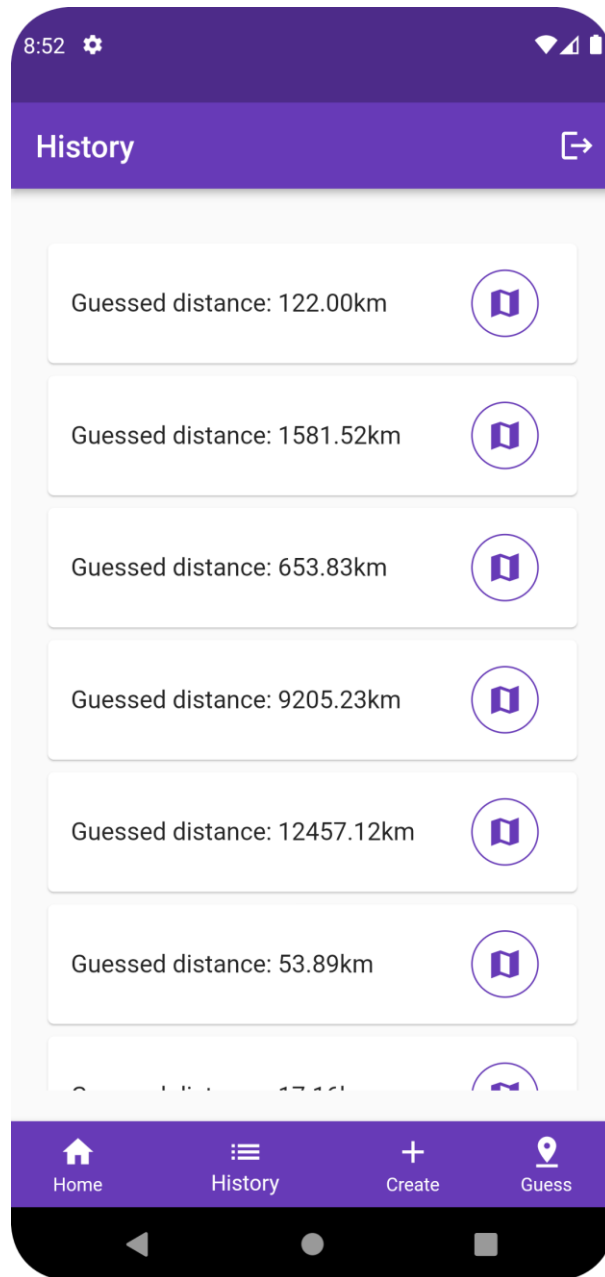 8:52
History
Guessed distance: 122.00km
Guessed distance: 1581.52km
Guessed distance: 653.83km
Guessed distance: 9205.23km
Guessed distance: 12457.12km
Guessed distance: 53.89km
Home
History
Create
Guess